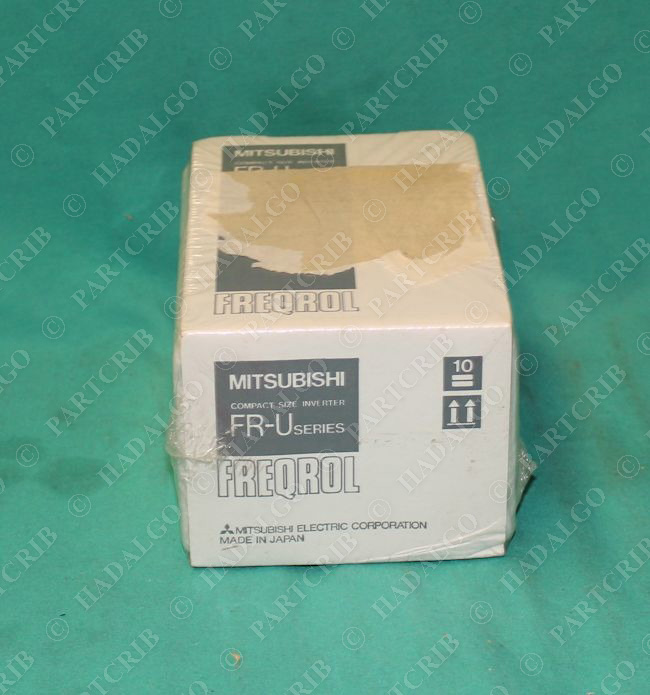 MITSUBISHI
COMPACT SIZE INVERTER
FREQROL
MITSUBISHI
COMPACT SIZE INVERTER
FR-U SERIES
FREQROL
10
MITSUBISHI ELECTRIC CORPORATION
MADE IN JAPAN
© PARTCRIB
© HADALGO